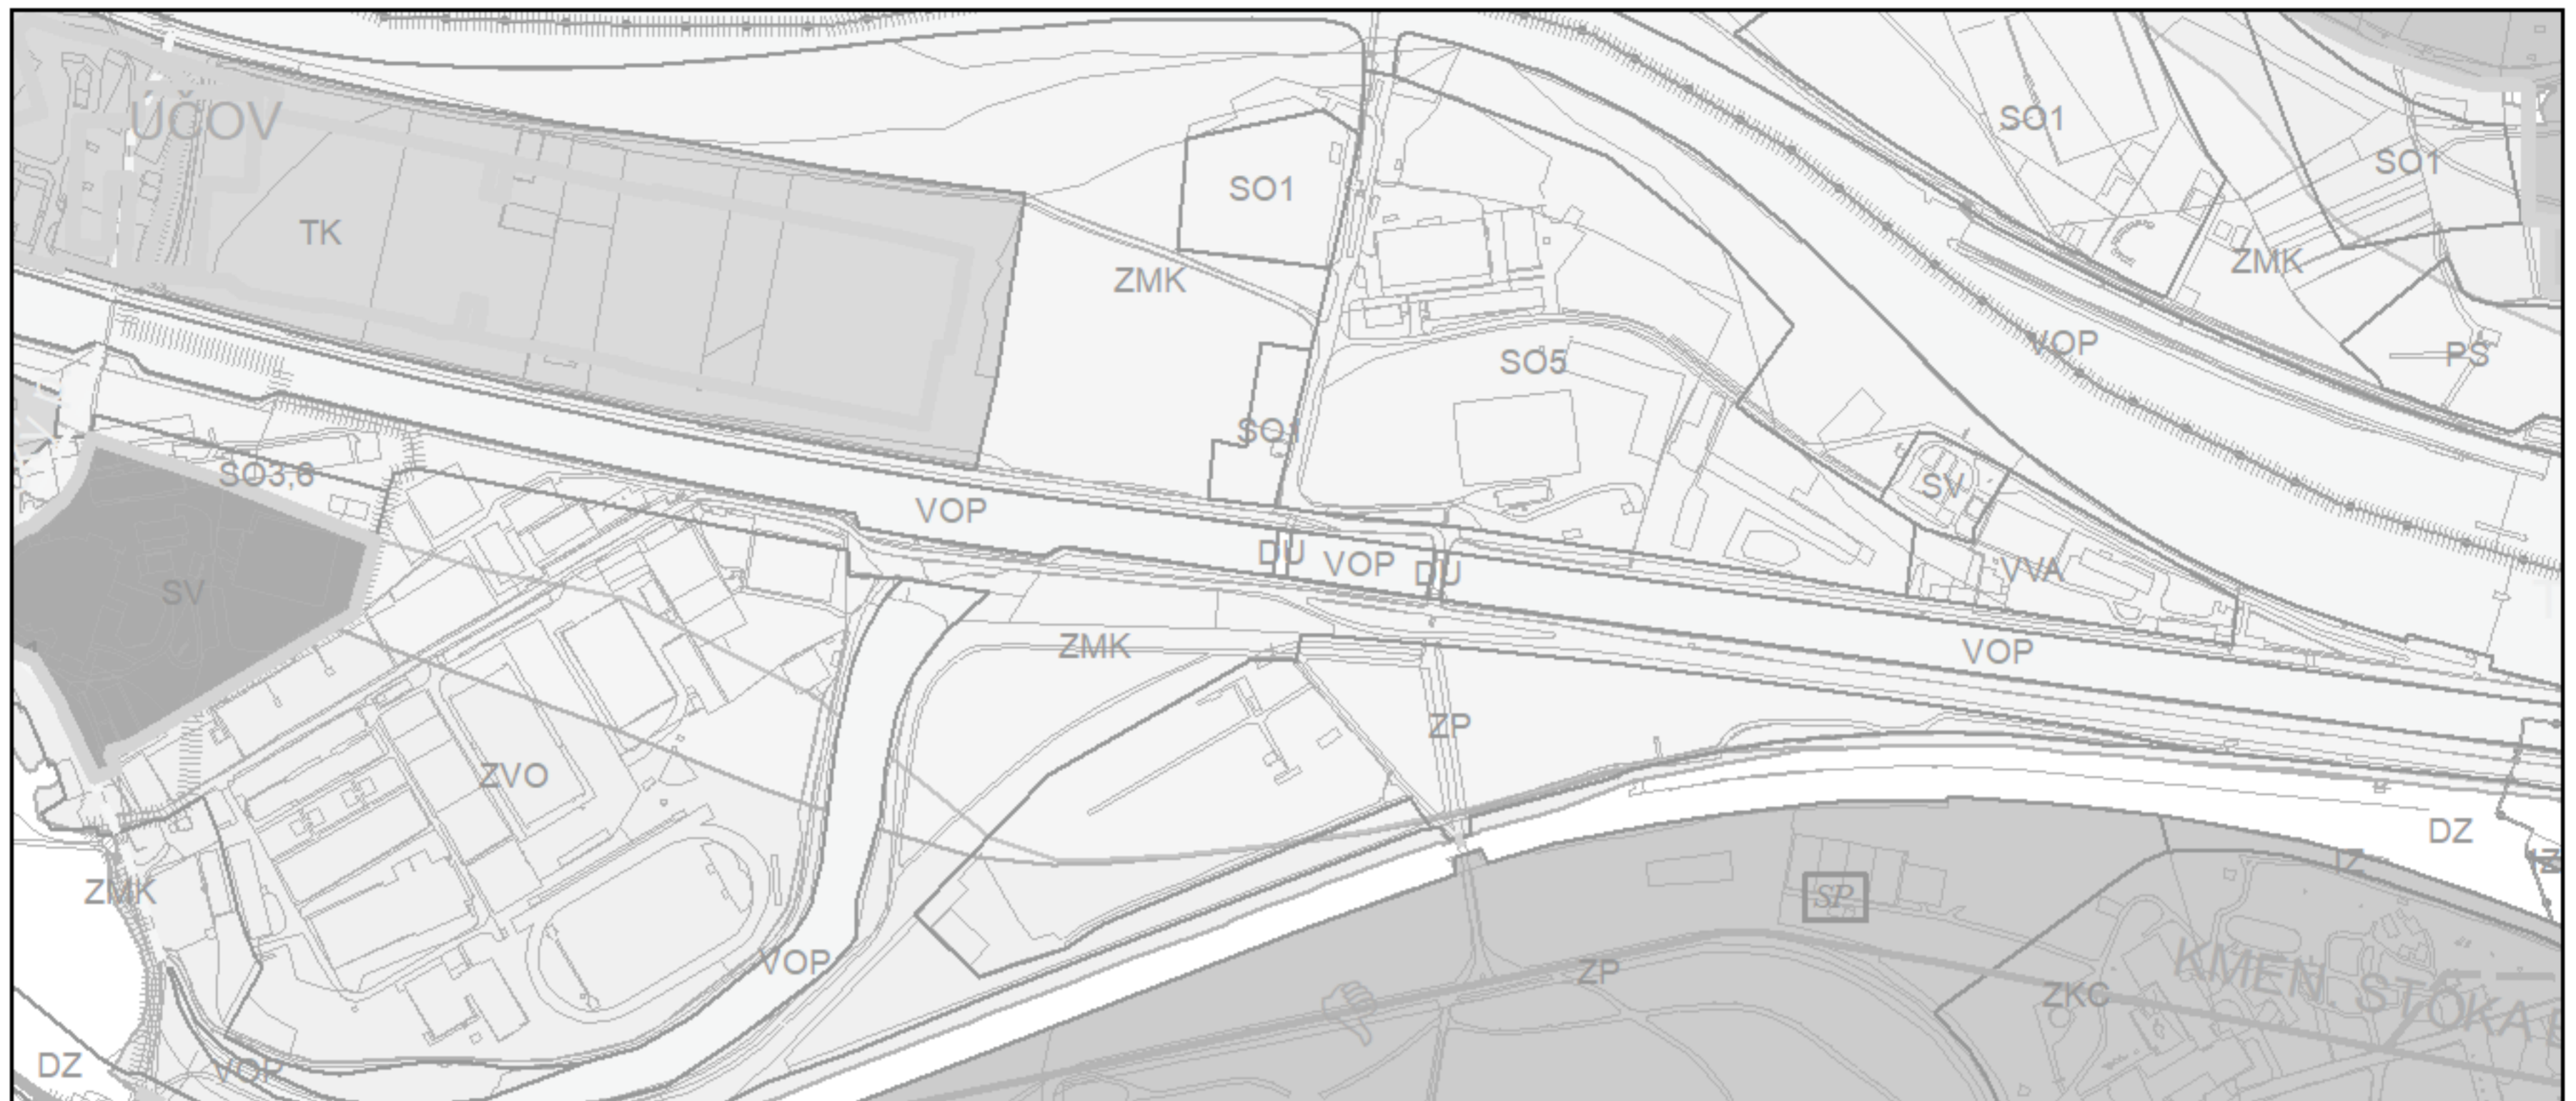 ÚČOV
SO1
SO1
SO1
TK
ZMK
ZMK
VOP
PS
SO5
SO1
SO3,6
SV
VOP
DU
VOP
DU
VVA
SV
ZMK
VOP
ZP
ZVO
DZ
IZ
ZMK
SP
VOP
ZP
ZKC
KMEN. STOKA
DZ
VOP